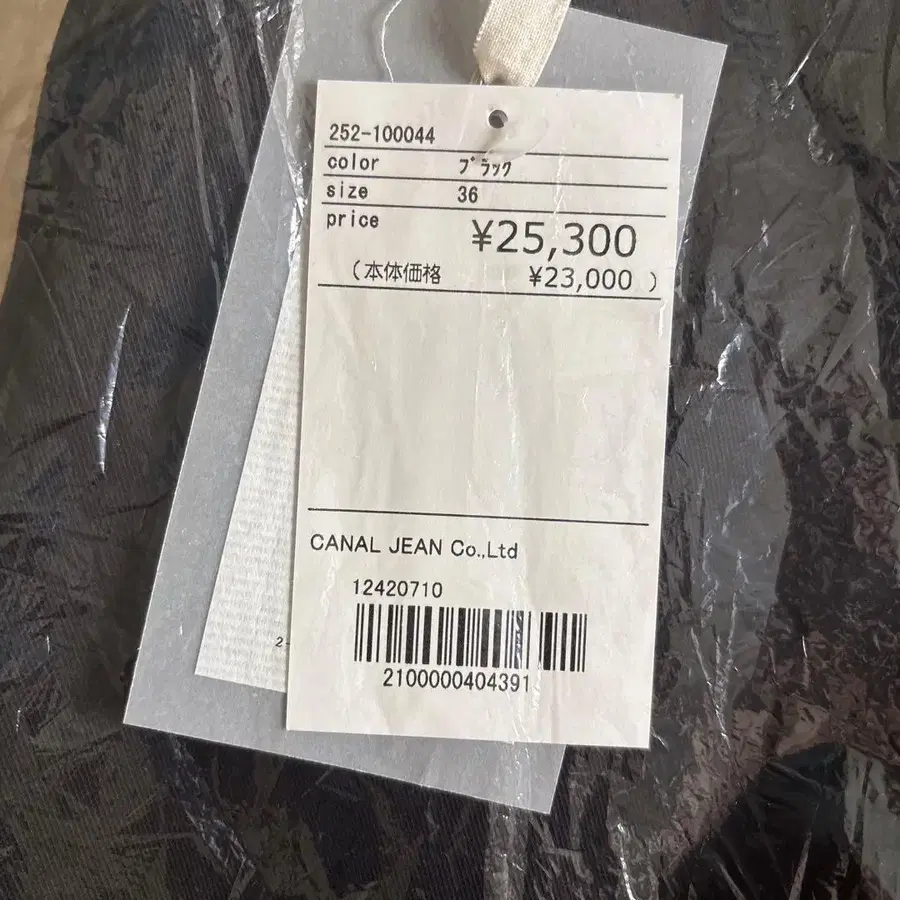 252-100044
color ブラック
size 36
price ¥25,300
(本体価格 ¥23,000 )
CANAL JEAN Co.,Ltd
12420710
2-
2100000404391